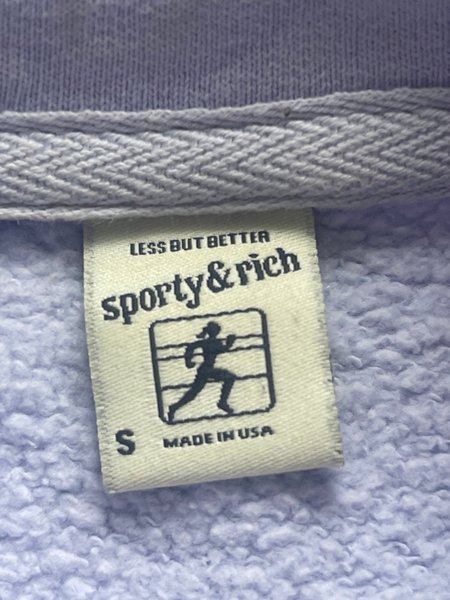 LESS BUT BETTER
sporty & rich
S MADE IN USA